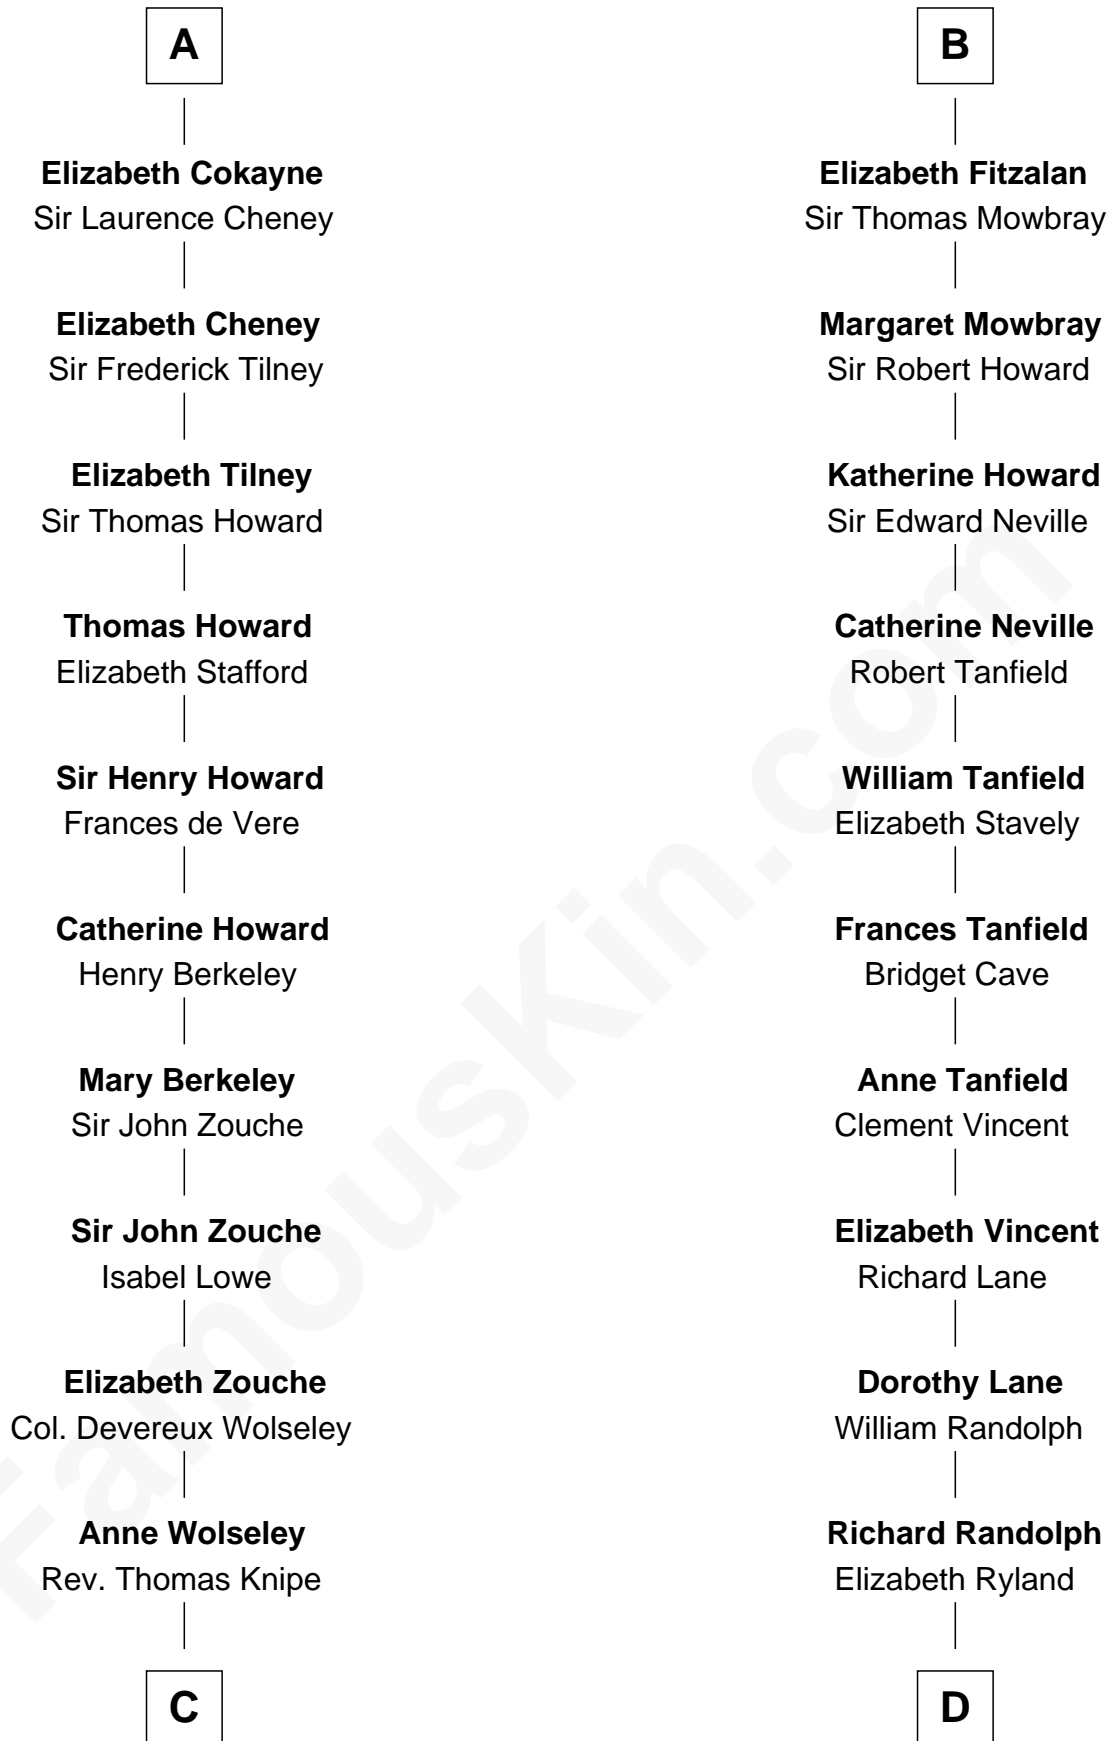 A
Elizabeth Cokayne
Sir Laurence Cheney
Elizabeth Cheney
Sir Frederick Tilney
Elizabeth Tilney
Sir Thomas Howard
Thomas Howard
Elizabeth Stafford
Sir Henry Howard
Frances de Vere
Catherine Howard
Henry Berkeley
Mary Berkeley
Sir John Zouche
Sir John Zouche
Isabel Lowe
Elizabeth Zouche
Col. Devereux Wolseley
Anne Wolseley
Rev. Thomas Knipe
C
B
Elizabeth Fitzalan
Sir Thomas Mowbray
Margaret Mowbray
Sir Robert Howard
Katherine Howard
Sir Edward Neville
Catherine Neville
Robert Tanfield
William Tanfield
Elizabeth Stavely
Frances Tanfield
Bridget Cave
Anne Tanfield
Clement Vincent
Elizabeth Vincent
Richard Lane
Dorothy Lane
William Randolph
Richard Randolph
Elizabeth Ryland
D
FamousKin.com